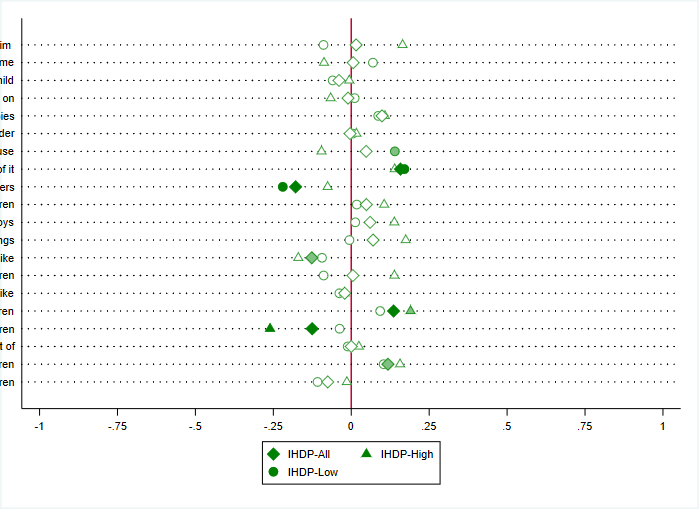 im
me
hild
on
ies
der
use
of it
ers
ren
oys
ngs
ike
ren
ike
ren
ren
t of
ren
ren
-1 -.75 -.5 -.25 0 .25 .5 .75 1
IHDP-All IHDP-High
IHDP-Low